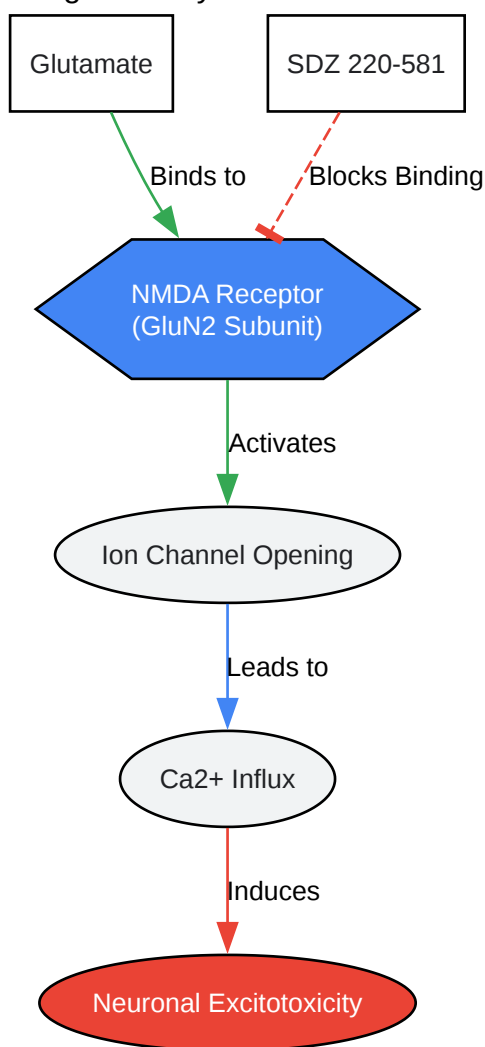 Glutamate
SDZ 220-581
Binds to
Blocks Binding
NMDA Receptor
(GluN2 Subunit)
Activates
Ion Channel Opening
Leads to
Ca2+ Influx
Induces
Neuronal Excitotoxicity